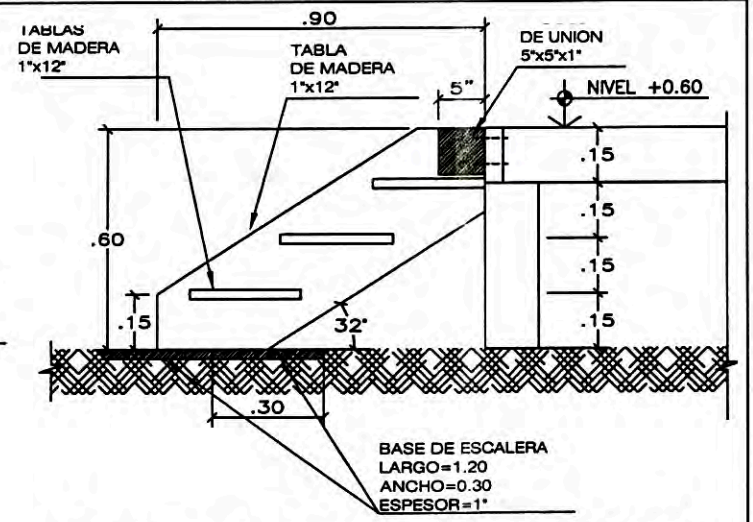 .90
TABLAS
DE MADERA
1"x12"
TABLA
DE MADERA
1"x12"
DE UNION
5"x5"x1"
5"
NIVEL +0.60
.15
.15
.15
.15
.60
.15
32°
.30
BASE DE ESCALERA
LARGO=1.20
ANCHO=0.30
ESPESOR=1"